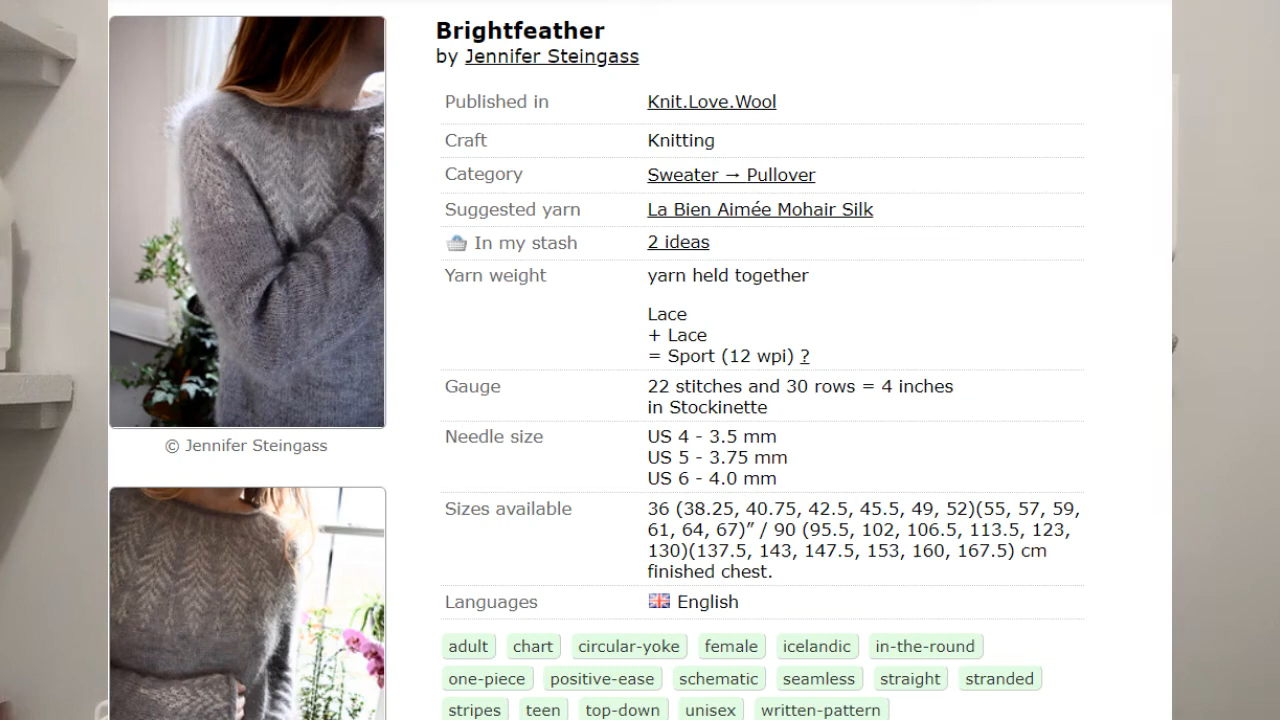 Brightfeather
by Jennifer Steingass
Published in Knit.Love.Wool
Craft Knitting
Category Sweater → Pullover
Suggested yarn La Bien Aimée Mohair Silk
In my stash 2 ideas
Yarn weight yarn held together
Lace
+ Lace
= Sport (12 wpi) ?
Gauge 22 stitches and 30 rows = 4 inches
in Stockinette
Needle size US 4 - 3.5 mm
US 5 - 3.75 mm
US 6 - 4.0 mm
Sizes available 36 (38.25, 40.75, 42.5, 45.5, 49, 52)(55, 57, 59,
61, 64, 67)” / 90 (95.5, 102, 106.5, 113.5, 123,
130)(137.5, 143, 147.5, 153, 160, 167.5) cm
finished chest.
Languages English
© Jennifer Steingass
adult chart circular-yoke female icelandic in-the-round
one-piece positive-ease schematic seamless straight stranded
stripes teen top-down unisex written-pattern